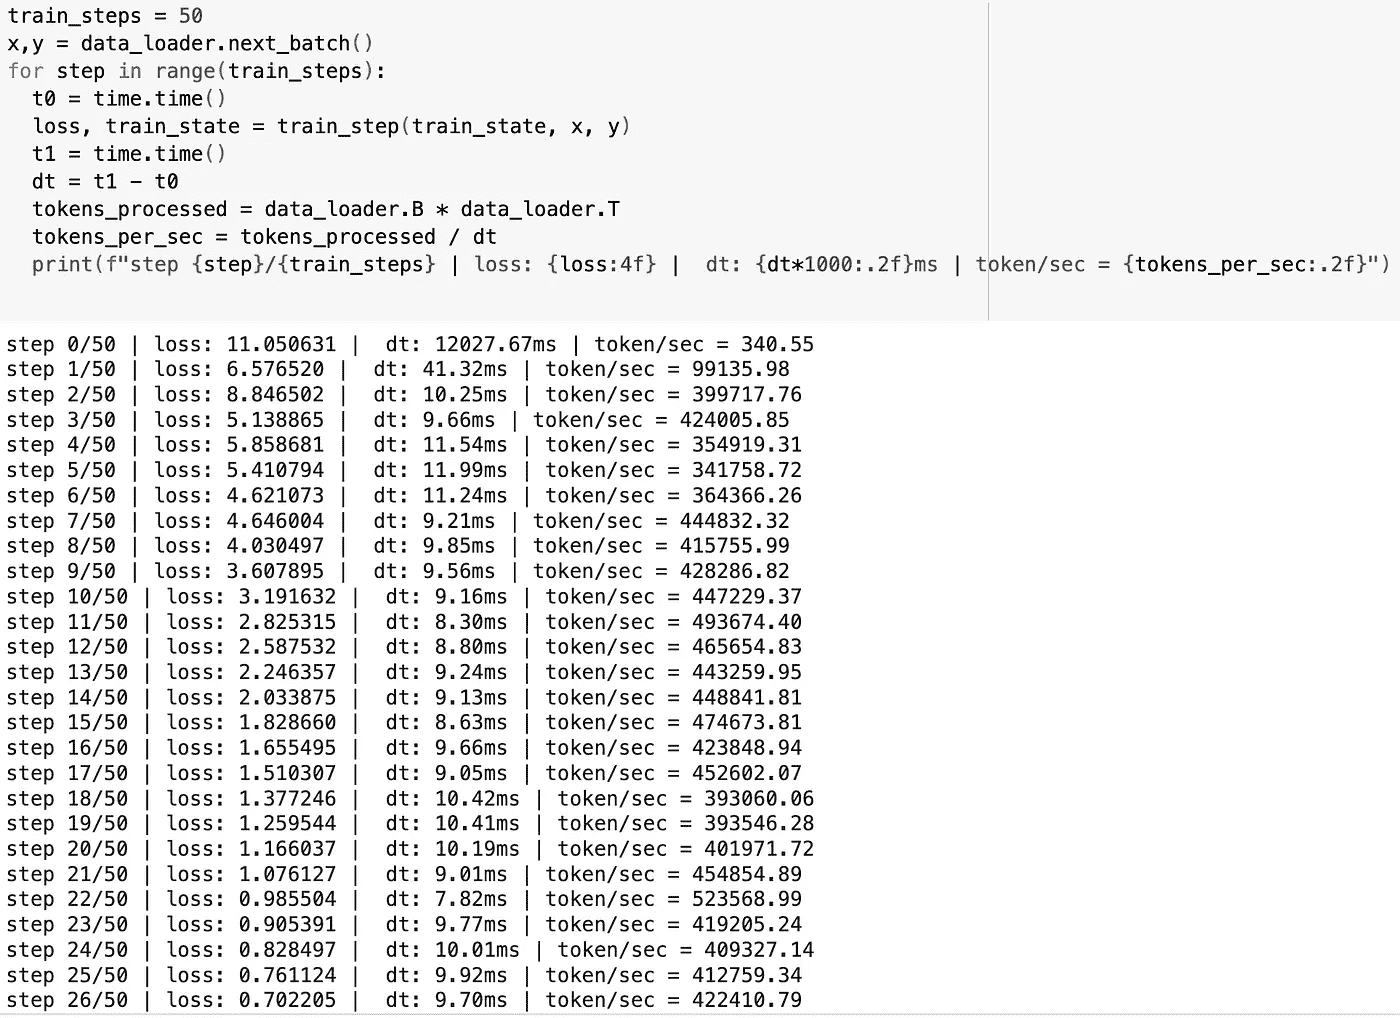 train_steps = 50
x,y = data_loader.next_batch()
for step in range(train_steps):
  t0 = time.time()
  loss, train_state = train_step(train_state, x, y)
  t1 = time.time()
  dt = t1 - t0
  tokens_processed = data_loader.B * data_loader.T
  tokens_per_sec = tokens_processed / dt
  print(f"step {step}/{train_steps} | loss: {loss:4f} |  dt: {dt*1000:.2f}ms | token/sec = {tokens_per_sec:.2f}")
step 0/50 | loss: 11.050631 |  dt: 12027.67ms | token/sec = 340.55
step 1/50 | loss: 6.576520 |  dt: 41.32ms | token/sec = 99135.98
step 2/50 | loss: 8.846502 |  dt: 10.25ms | token/sec = 399717.76
step 3/50 | loss: 5.138865 |  dt: 9.66ms | token/sec = 424005.85
step 4/50 | loss: 5.858681 |  dt: 11.54ms | token/sec = 354919.31
step 5/50 | loss: 5.410794 |  dt: 11.99ms | token/sec = 341758.72
step 6/50 | loss: 4.621073 |  dt: 11.24ms | token/sec = 364366.26
step 7/50 | loss: 4.646004 |  dt: 9.21ms | token/sec = 444832.32
step 8/50 | loss: 4.030497 |  dt: 9.85ms | token/sec = 415755.99
step 9/50 | loss: 3.607895 |  dt: 9.56ms | token/sec = 428286.82
step 10/50 | loss: 3.191632 |  dt: 9.16ms | token/sec = 447229.37
step 11/50 | loss: 2.825315 |  dt: 8.30ms | token/sec = 493674.40
step 12/50 | loss: 2.587532 |  dt: 8.80ms | token/sec = 465654.83
step 13/50 | loss: 2.246357 |  dt: 9.24ms | token/sec = 443259.95
step 14/50 | loss: 2.033875 |  dt: 9.13ms | token/sec = 448841.81
step 15/50 | loss: 1.828660 |  dt: 8.63ms | token/sec = 474673.81
step 16/50 | loss: 1.655495 |  dt: 9.66ms | token/sec = 423848.94
step 17/50 | loss: 1.510307 |  dt: 9.05ms | token/sec = 452602.07
step 18/50 | loss: 1.377246 |  dt: 10.42ms | token/sec = 393060.06
step 19/50 | loss: 1.259544 |  dt: 10.41ms | token/sec = 393546.28
step 20/50 | loss: 1.166037 |  dt: 10.19ms | token/sec = 401971.72
step 21/50 | loss: 1.076127 |  dt: 9.01ms | token/sec = 454854.89
step 22/50 | loss: 0.985504 |  dt: 7.82ms | token/sec = 523568.99
step 23/50 | loss: 0.905391 |  dt: 9.77ms | token/sec = 419205.24
step 24/50 | loss: 0.828497 |  dt: 10.01ms | token/sec = 409327.14
step 25/50 | loss: 0.761124 |  dt: 9.92ms | token/sec = 412759.34
step 26/50 | loss: 0.702205 |  dt: 9.70ms | token/sec = 422410.79